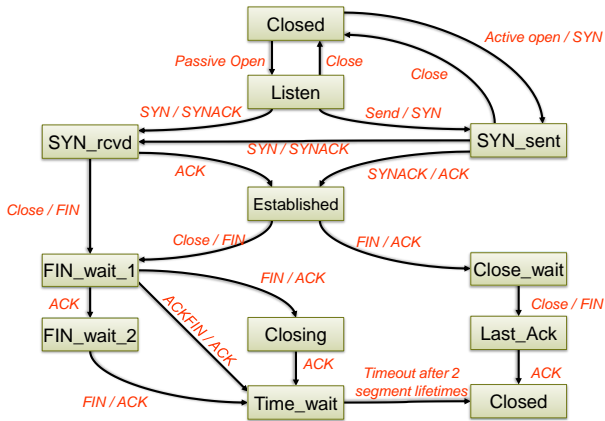 Closed
Active open / SYN
Passive Open
Close
Close
Listen
SYN / SYNACK
Send / SYN
SYN_rcvd
SYN_sent
SYN / SYNACK
ACK
SYNACK / ACK
Established
Close / FIN
Close / FIN
FIN / ACK
FIN_wait_1
Close_wait
FIN / ACK
ACK
ACKFIN / ACK
Close / FIN
FIN_wait_2
Closing
Last_Ack
ACK
Timeout after 2
segment lifetimes
ACK
FIN / ACK
Time_wait
Closed